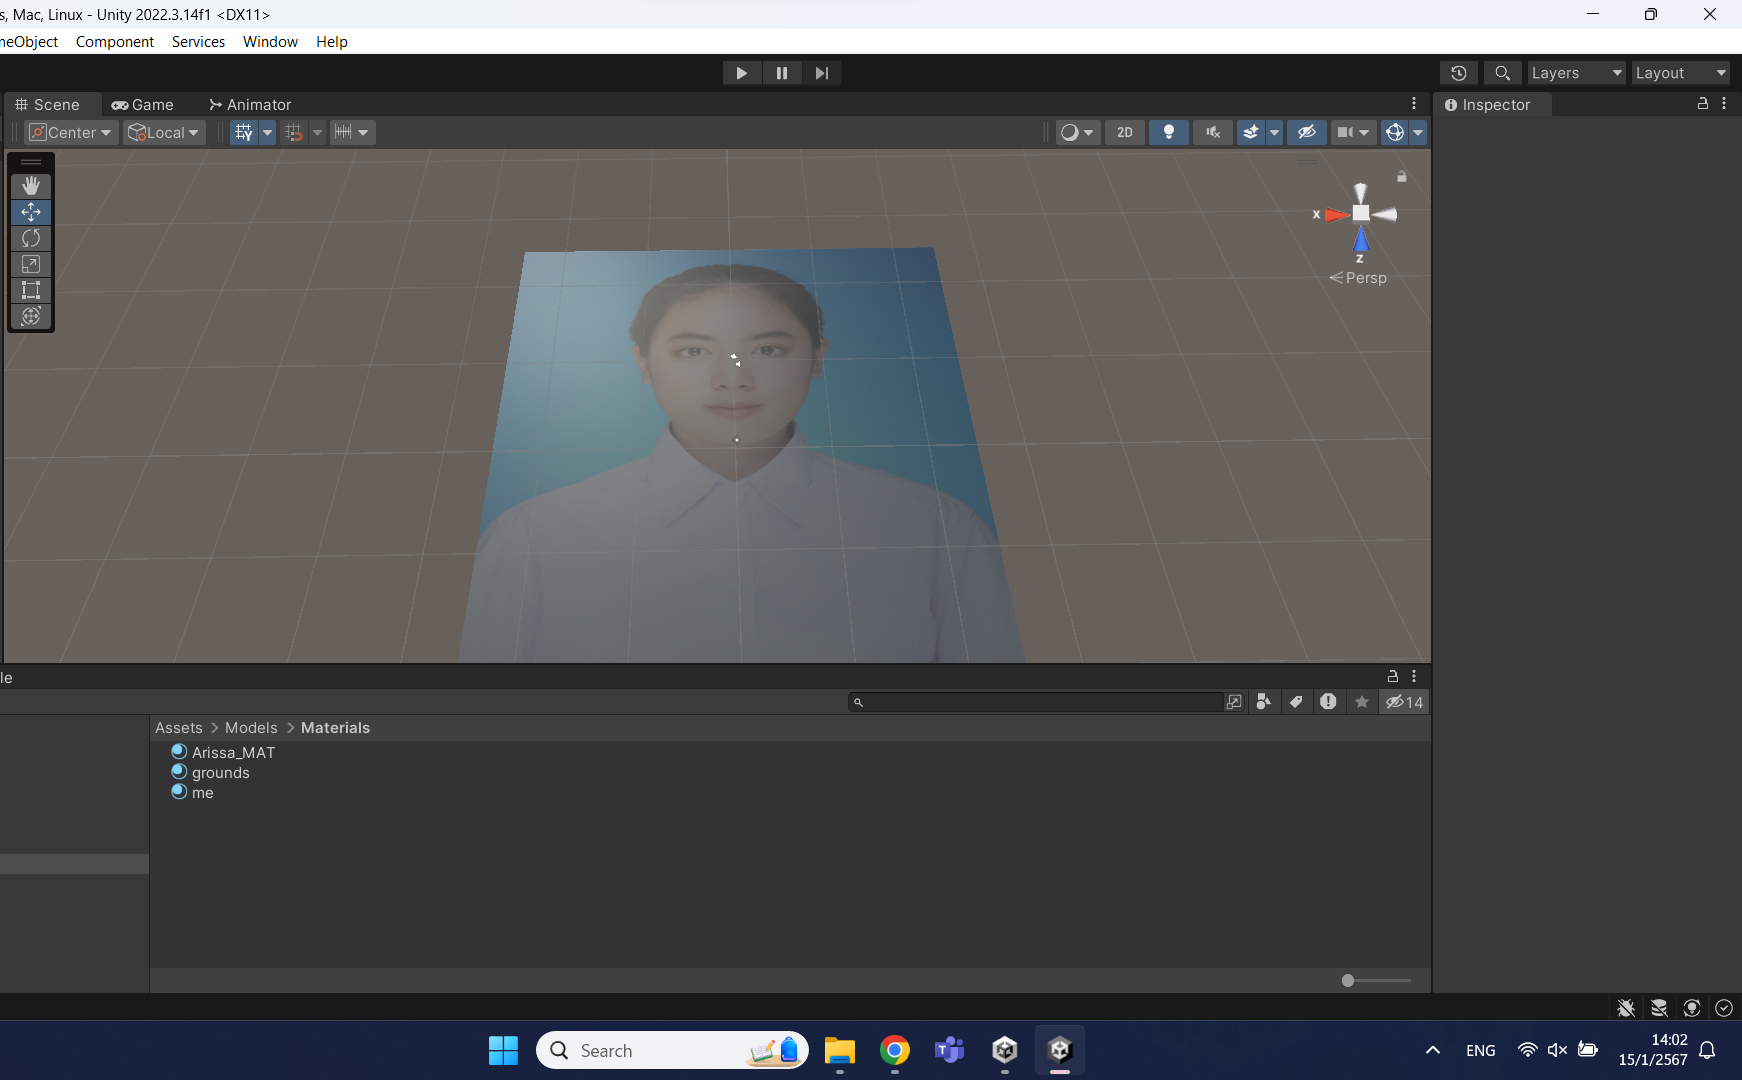 s, Mac, Linux - Unity 2022.3.14f1 <DX11>
meObject Component Services Window Help
Layers Layout
Scene Game Animator
Inspector
Center Local
2D
x
z
Persp
le
14
Assets > Models > Materials
Arissa_MAT
grounds
me
Search
ENG
14:02
15/1/2567